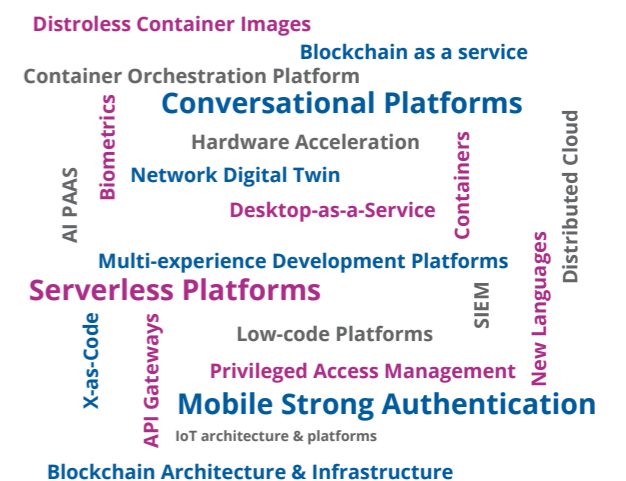 Distroless Container Images
Blockchain as a service
Container Orchestration Platform
Biometrics
Conversational Platforms
Hardware Acceleration
Containers
Distributed Cloud
AI PAAS
Network Digital Twin
Desktop-as-a-Service
Multi-experience Development Platforms
New Languages
Serverless Platforms
SIEM
X-as-Code
API Gateways
Low-code Platforms
Privileged Access Management
Mobile Strong Authentication
IoT architecture & platforms
Blockchain Architecture & Infrastructure